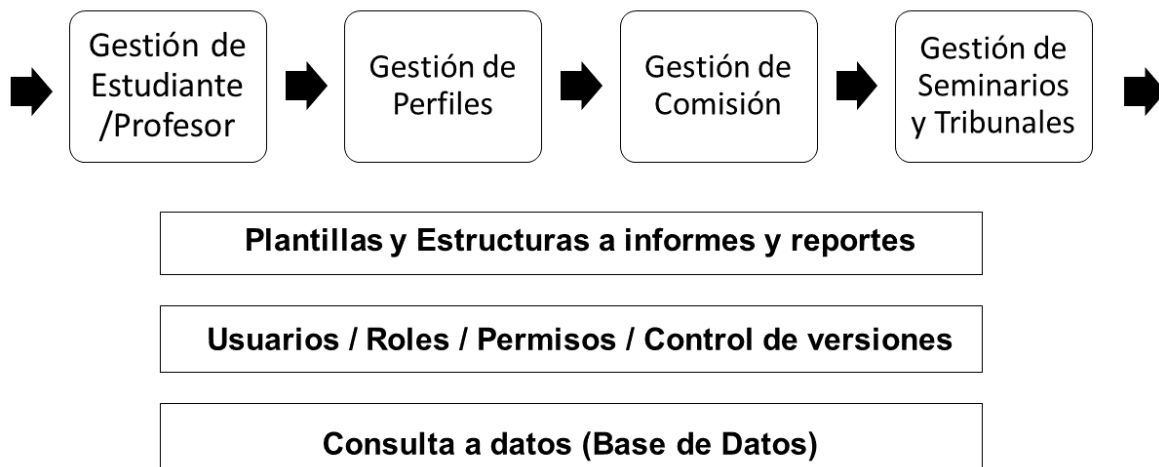 Gestión de
Estudiante
/Profesor
Gestión de
Perfiles
Gestión de
Comisión
Gestión de
Seminarios
y Tribunales
Plantillas y Estructuras a informes y reportes
Usuarios / Roles / Permisos / Control de versiones
Consulta a datos (Base de Datos)